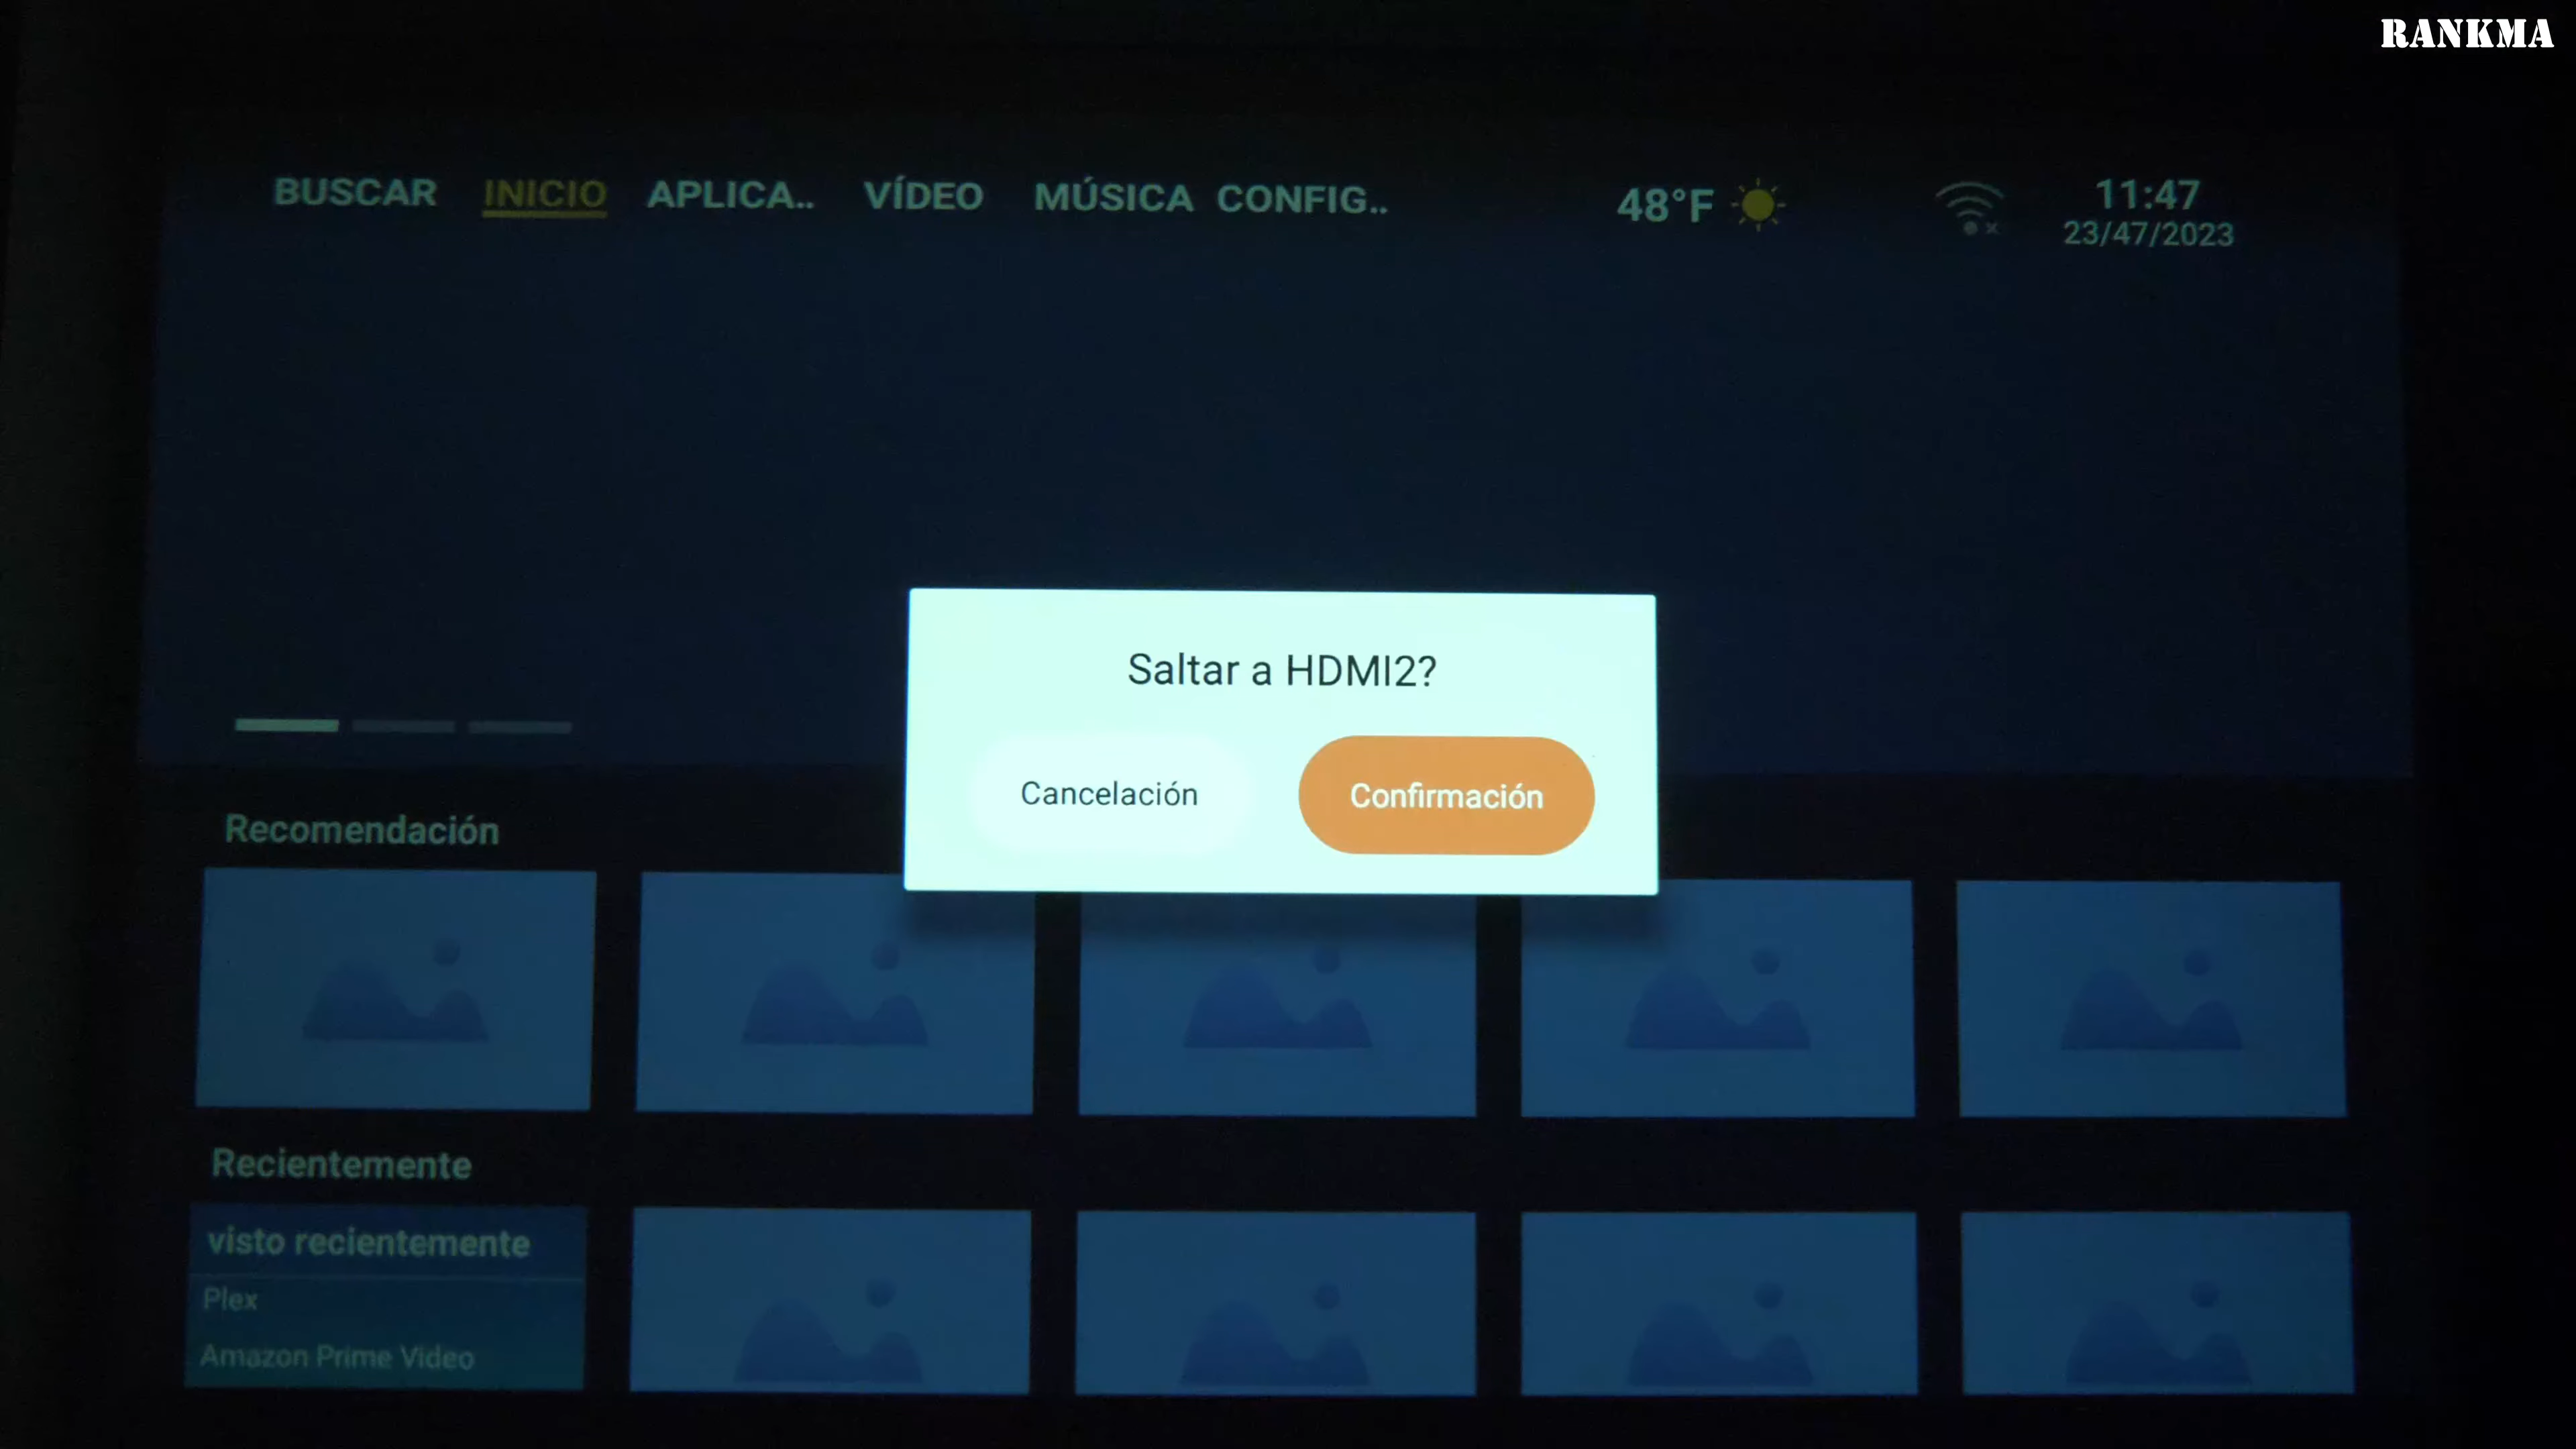 RANKMA
BUSCAR INICIO APLICA.. VÍDEO MÚSICA CONFIG.. 48°F 11:47
23/47/2023
Saltar a HDMI2?
Cancelación Confirmación
Recomendación
Recientemente
visto recientemente
Plex
Amazon Prime Video